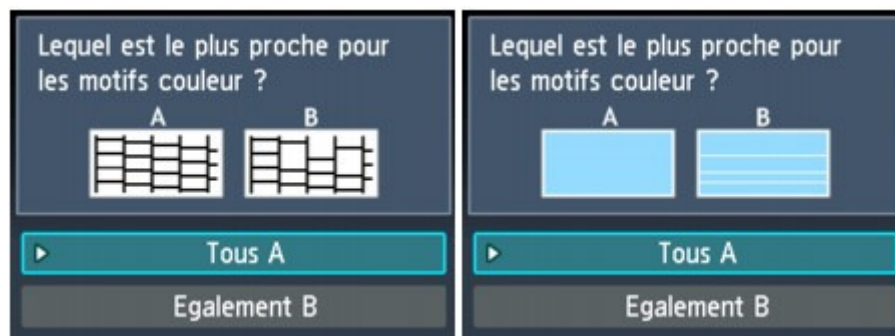 Lequel est le plus proche pour
les motifs couleur ?
A B
Tous A
Egalement B
Lequel est le plus proche pour
les motifs couleur ?
A B
Tous A
Egalement B